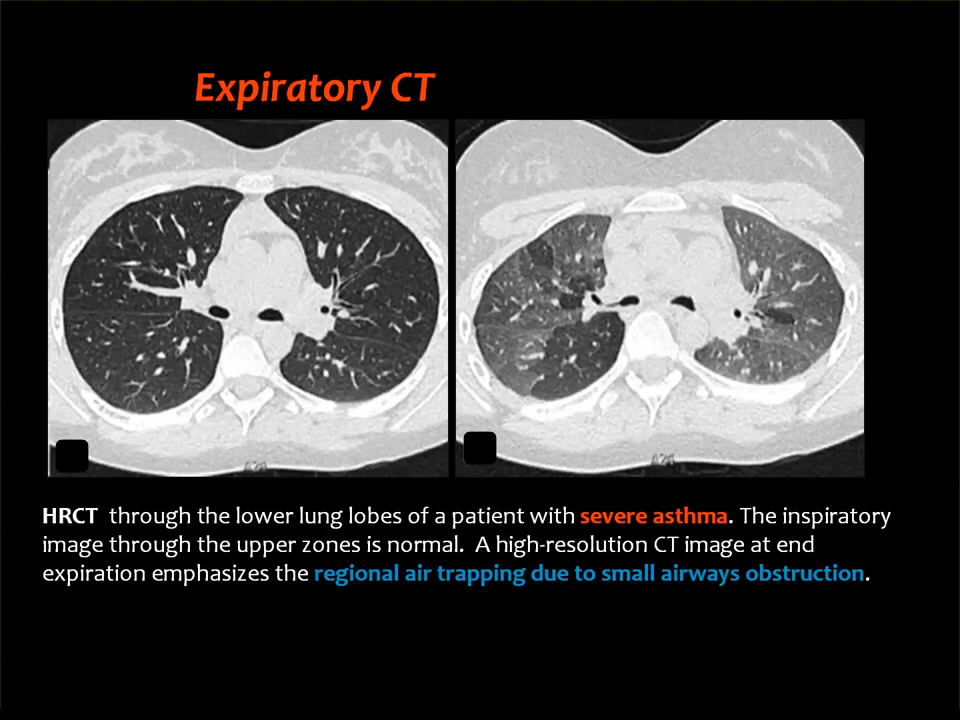 Expiratory CT
HRCT  through the lower lung lobes of a patient with severe asthma. The inspiratory
image through the upper zones is normal.  A high-resolution CT image at end
expiration emphasizes the regional air trapping due to small airways obstruction.